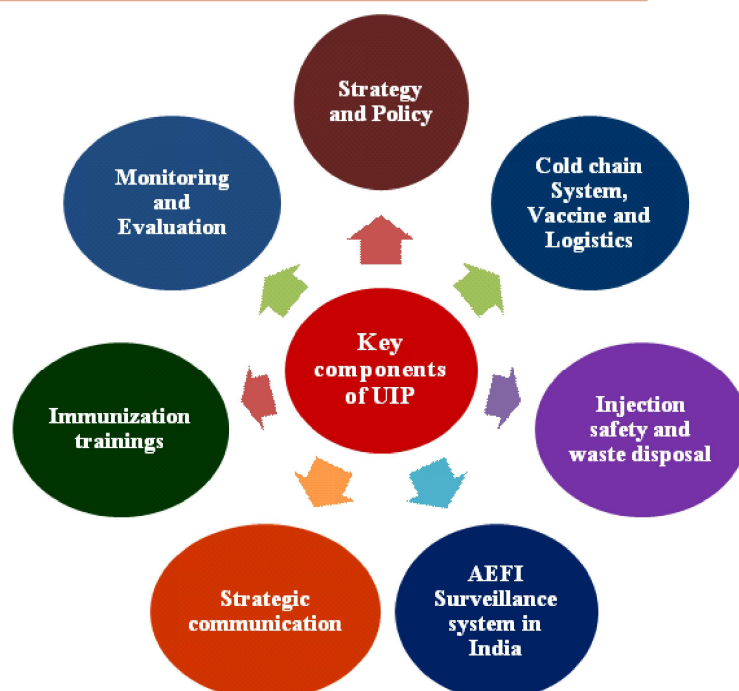 Strategy
and Policy
Cold chain
System,
Vaccine and
Logistics
Injection
safety and
waste disposal
AEFI
Surveillance
system in
India
Strategic
communication
Immunization
trainings
Monitoring
and
Evaluation
Key
components
of UIP